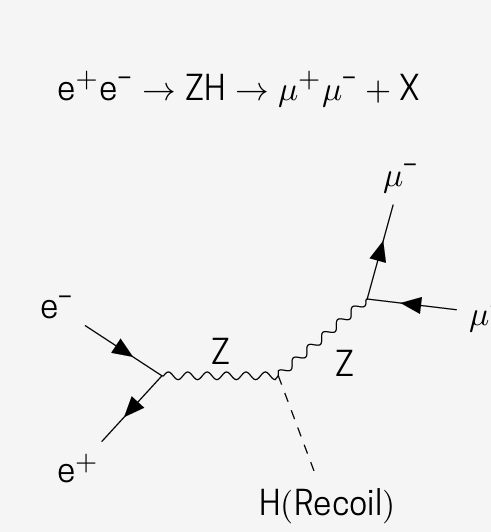 e⁺e⁻ → ZH → μ⁺μ⁻ + X
μ⁻
e⁻
Z
μ
Z
e⁺
H(Recoil)